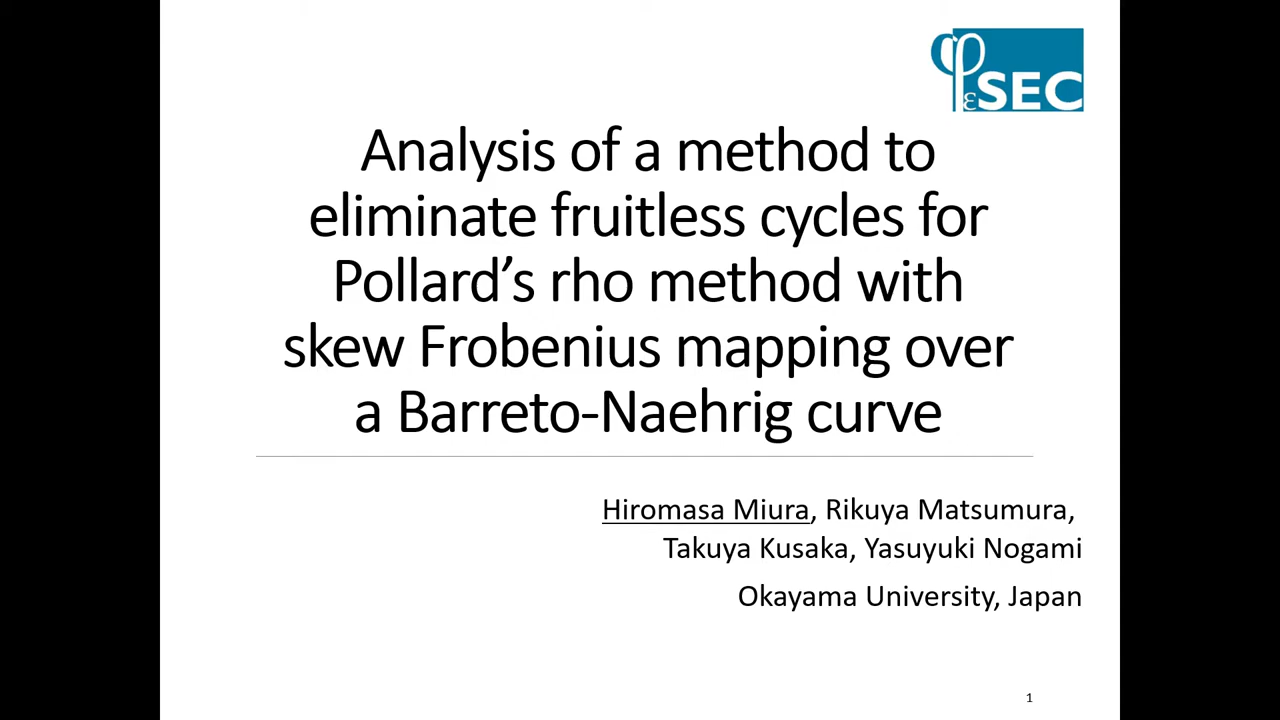 φεSEC
Analysis of a method to
eliminate fruitless cycles for
Pollard’s rho method with
skew Frobenius mapping over
a Barreto-Naehrig curve
Hiromasa Miura, Rikuya Matsumura,
Takuya Kusaka, Yasuyuki Nogami
Okayama University, Japan
1